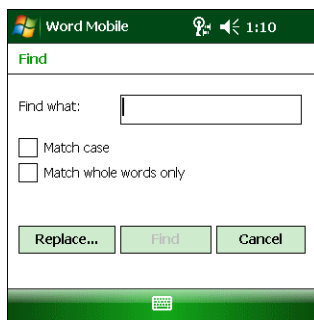 Word Mobile 1:10
Find
Find what:
Match case
Match whole words only
Replace... Find Cancel